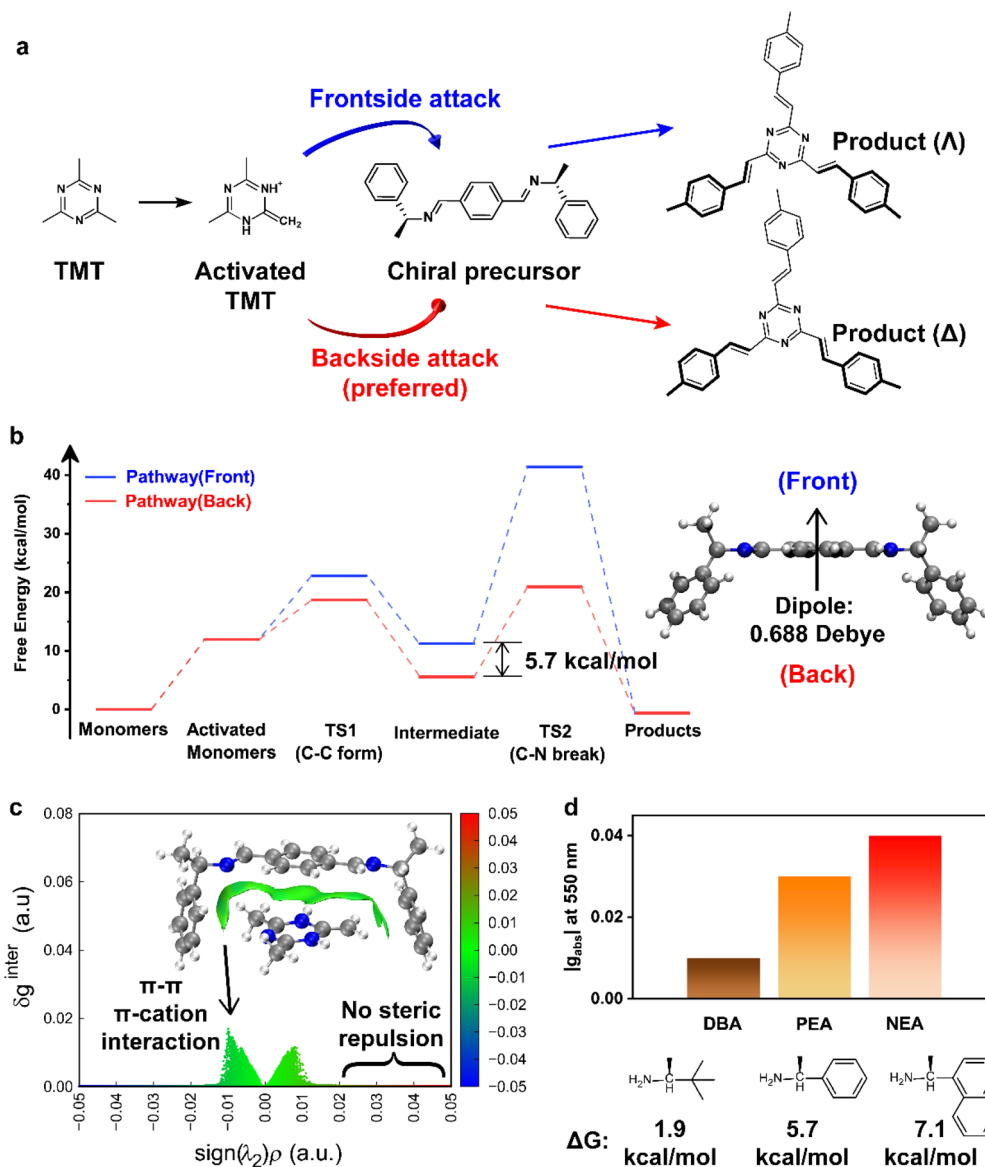 a
Frontside attack
N
N
N
TMT
N
NH⁺
N
H
CH₂
Activated
TMT
N
N
Chiral precursor
Backside attack
(preferred)
N
N
N
Product (Λ)
N
N
N
Product (Δ)
b
Free Energy (kcal/mol)
40
30
20
10
0
Pathway(Front)
Pathway(Back)
5.7 kcal/mol
Monomers
Activated
Monomers
TS1
(C-C form)
Intermediate
TS2
(C-N break)
Products
(Front)
Dipole:
0.688 Debye
(Back)
c
δg^inter (a.u)
0.08
0.06
0.04
0.02
0.00
π-π
π-cation
interaction
No steric
repulsion
−0.05
−0.04
−0.03
−0.02
−0.01
0.00
0.01
0.02
0.03
0.04
0.05
sign(λ₂)ρ (a.u.)
0.05
0.04
0.03
0.02
0.01
0.00
−0.01
−0.02
−0.03
−0.04
−0.05
d
|g_abs| at 550 nm
0.04
0.02
0.00
DBA
PEA
NEA
H₂N
C
H
H₂N
C
H
H₂N
C
H
ΔG:
1.9
kcal/mol
5.7
kcal/mol
7.1
kcal/mol